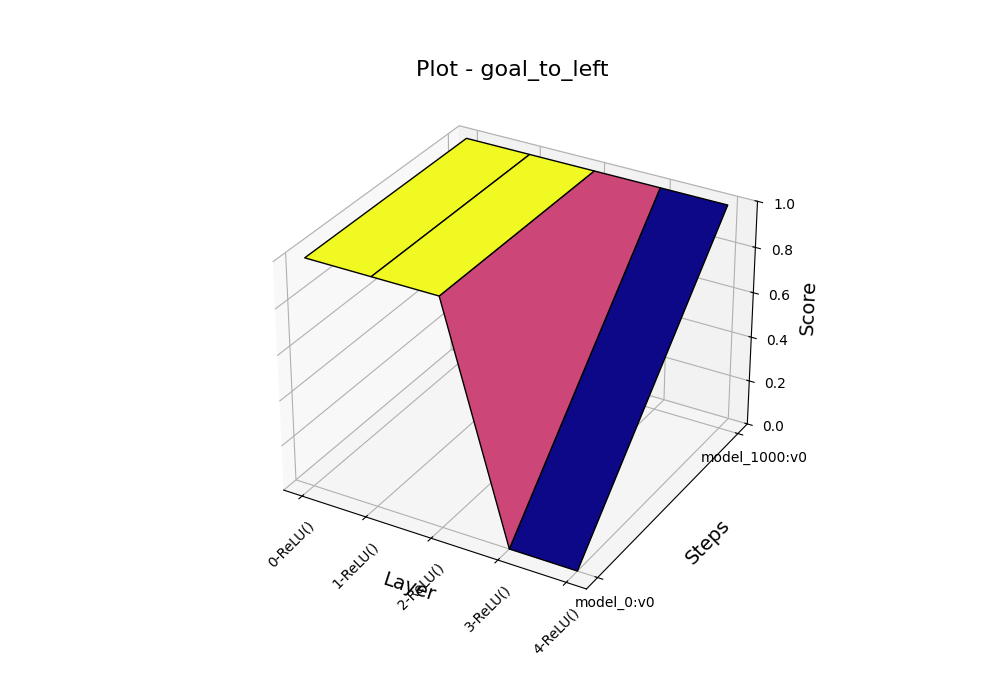 Plot - goal_to_left
1.0
0.8
0.6
0.4
0.2
0.0
Score
model_1000:v0
Steps
model_0:v0
0-ReLU()
1-ReLU()
2-ReLU()
3-ReLU()
4-ReLU()
Layer